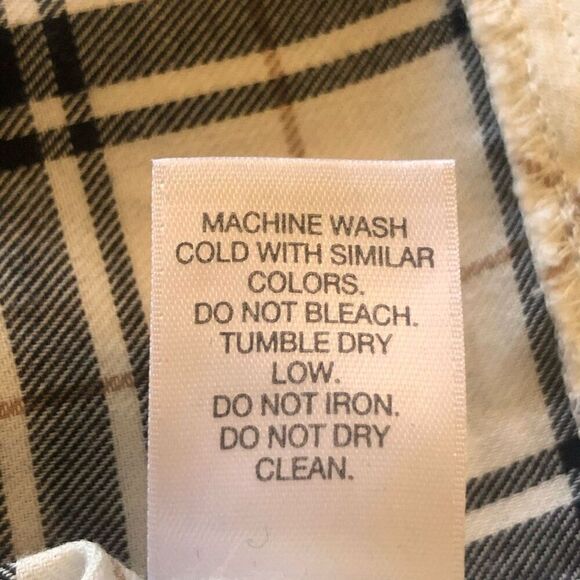 MACHINE WASH
COLD WITH SIMILAR
COLORS.
DO NOT BLEACH.
TUMBLE DRY
LOW.
DO NOT IRON.
DO NOT DRY
CLEAN.